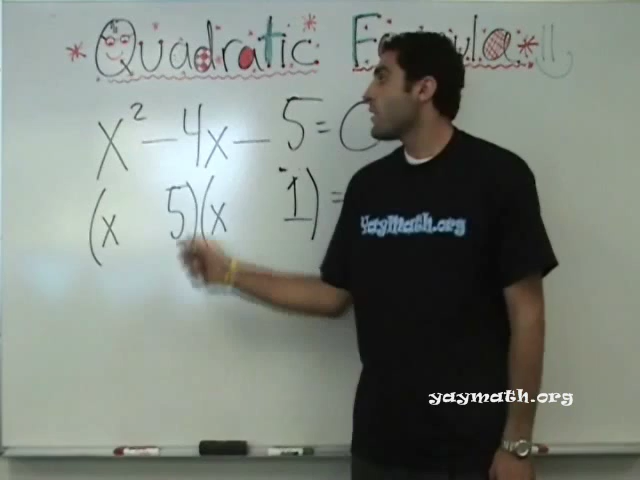 Quadratic Formula
x² - 4x - 5 = 0
(x 5)(x 1) =
YayMath.org
yaymath.org